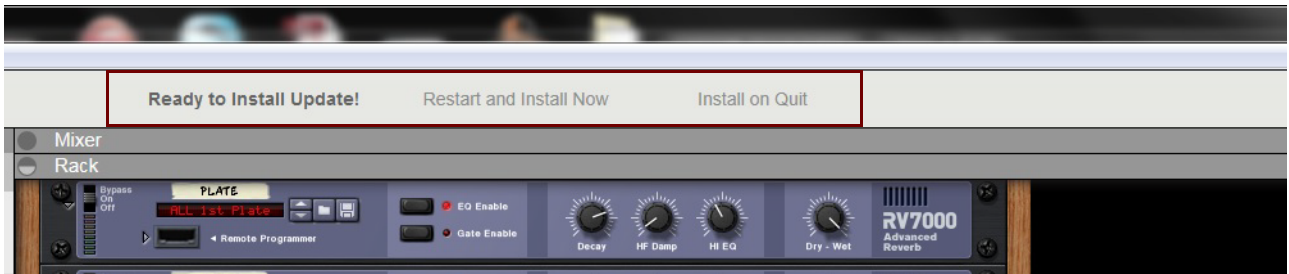 Ready to Install Update! Restart and Install Now Install on Quit
Mixer
Rack
Bypass
On
Off
PLATE
ALL 1st Plate
Remote Programmer
EQ Enable
Gate Enable
Decay HF Damp HI EQ Dry - Wet
RV7000
Advanced
Reverb